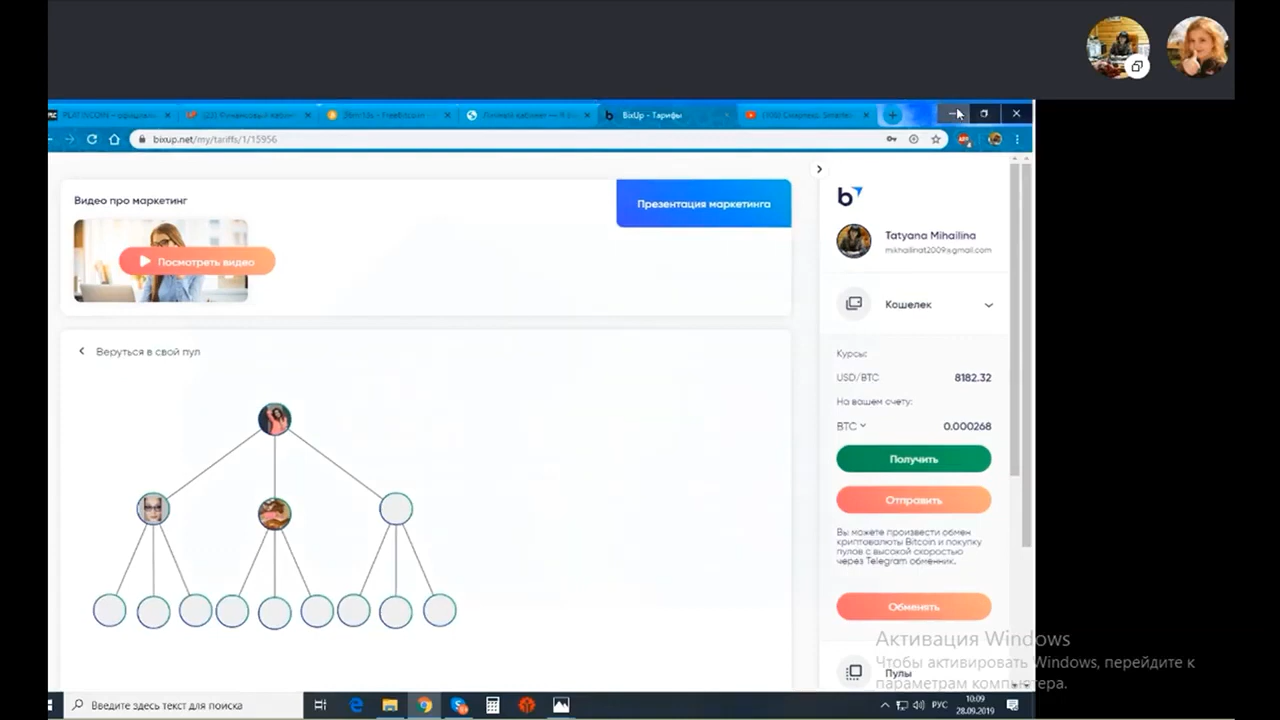 BixUp - Тарифы
bixup.net/my/tariffs/1/15956
Видео про маркетинг
Презентация маркетинга
Посмотреть видео
Веруться в свой пул
Tatyana Mihailina
mikhailinat2009@gmail.com
Кошелек
Курсы:
USD/BTC 8182.32
На вашем счету:
BTC 0.000268
Получить
Отправить
Вы можете произвести обмен
криптовалюты Bitcoin и покупку
пулов с высокой скоростью
через Telegram обменник.
Обменять
Пулы
Активация Windows
Чтобы активировать Windows, перейдите к
параметрам компьютера.
Введите здесь текст для поиска
РУС
10:09
28.09.2019